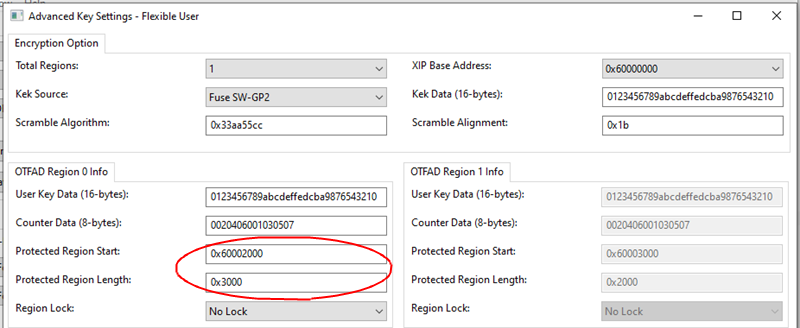 Advanced Key Settings - Flexible User
Encryption Option
Total Regions: 1 XIP Base Address: 0x60000000
Kek Source: Fuse SW-GP2 Kek Data (16-bytes): 0123456789abcdeffedcba9876543210
Scramble Algorithm: 0x33aa55cc Scramble Alignment: 0x1b
OTFAD Region 0 Info OTFAD Region 1 Info
User Key Data (16-bytes): 0123456789abcdeffedcba9876543210 User Key Data (16-bytes): 0123456789abcdeffedcba9876543210
Counter Data (8-bytes): 0020406001030507 Counter Data (8-bytes): 0020406001030507
Protected Region Start: 0x60002000 Protected Region Start: 0x60003000
Protected Region Length: 0x3000 Protected Region Length: 0x2000
Region Lock: No Lock Region Lock: No Lock